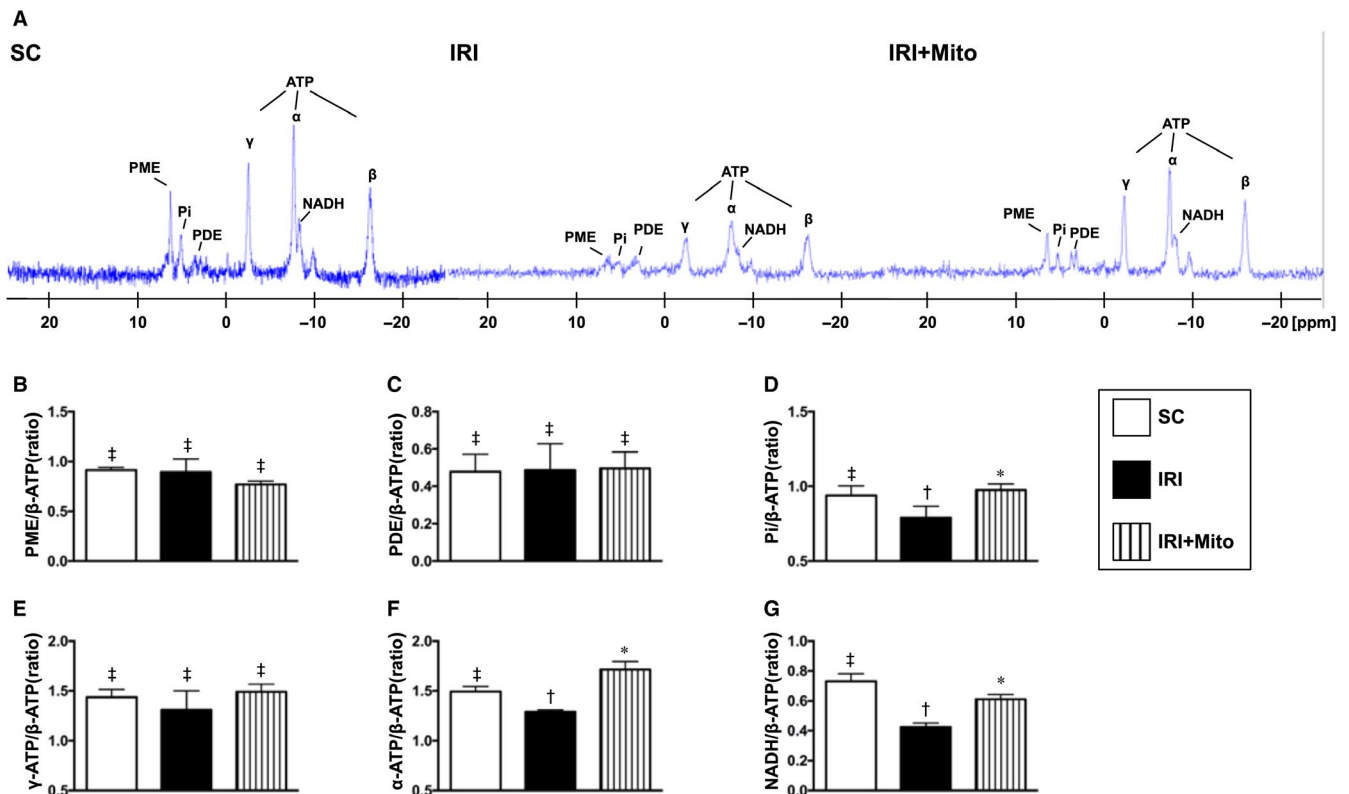 A
SC IRI IRI+Mito
ATP
ATP
ATP
α
γ
α
γ
β
PME
β
NADH
α
γ
β
Pi
PDE
PME
Pi
PDE
NADH
PME
Pi
PDE
NADH
20 10 0 −10 −20 20 10 0 −10 −20 20 10 0 −10 −20 [ppm]
B
PME/β-ATP(ratio)
1.5
1.0
0.5
0.0
‡ ‡ ‡
C
PDE/β-ATP(ratio)
0.8
0.6
0.4
0.2
0.0
‡ ‡ ‡
D
Pi/β-ATP(ratio)
1.5
1.0
0.5
‡ † *
SC
IRI
IRI+Mito
E
γ-ATP/β-ATP(ratio)
2.0
1.5
1.0
0.5
‡ ‡ ‡
F
α-ATP/β-ATP(ratio)
2.0
1.5
1.0
0.5
‡ † *
G
NADH/β-ATP(ratio)
1.0
0.8
0.6
0.4
0.2
0.0
‡ † *